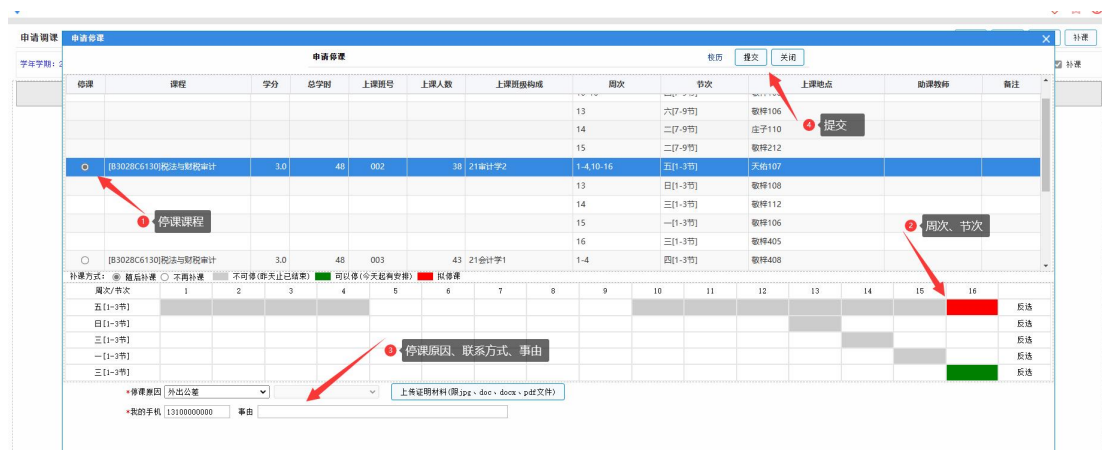 申请调课 申请停课 补课
学年学期: 申请停课 校历 提交 关闭 补课
停课 课程 学分 总学时 上课班号 上课人数 上课班级构成 周次 节次 上课地点 助课教师 备注
13 六[7-9节] 敬梓106
14 二[7-9节] 庄子110
④ 提交
15 二[7-9节] 敬梓212
[B3028C6130]税法与财税审计 3.0 48 002 38 21审计学2 1-4,10-16 五[1-3节] 天佑107
13 日[1-3节] 敬梓108
14 三[1-3节] 敬梓112
① 停课课程
② 周次、节次
15 一[1-3节] 敬梓106
16 三[1-3节] 敬梓405
[B3028C6130]税法与财税审计 3.0 48 003 43 21会计学1 1-4 四[1-3节] 敬梓408
补课方式: 随后补课 不再补课 不可停(昨天止已结束) 可以停(今天起有安排) 拟停课
周次/节次 1 2 3 4 5 6 7 8 9 10 11 12 13 14 15 16
五[1-3节] 反选
日[1-3节] 反选
三[1-3节] 反选
③ 停课原因、联系方式、事由
一[1-3节] 反选
三[1-3节] 反选
*停课原因 外出公差 上传证明材料(限jpg、doc、docx、pdf文件)
*我的手机 13100000000 事由